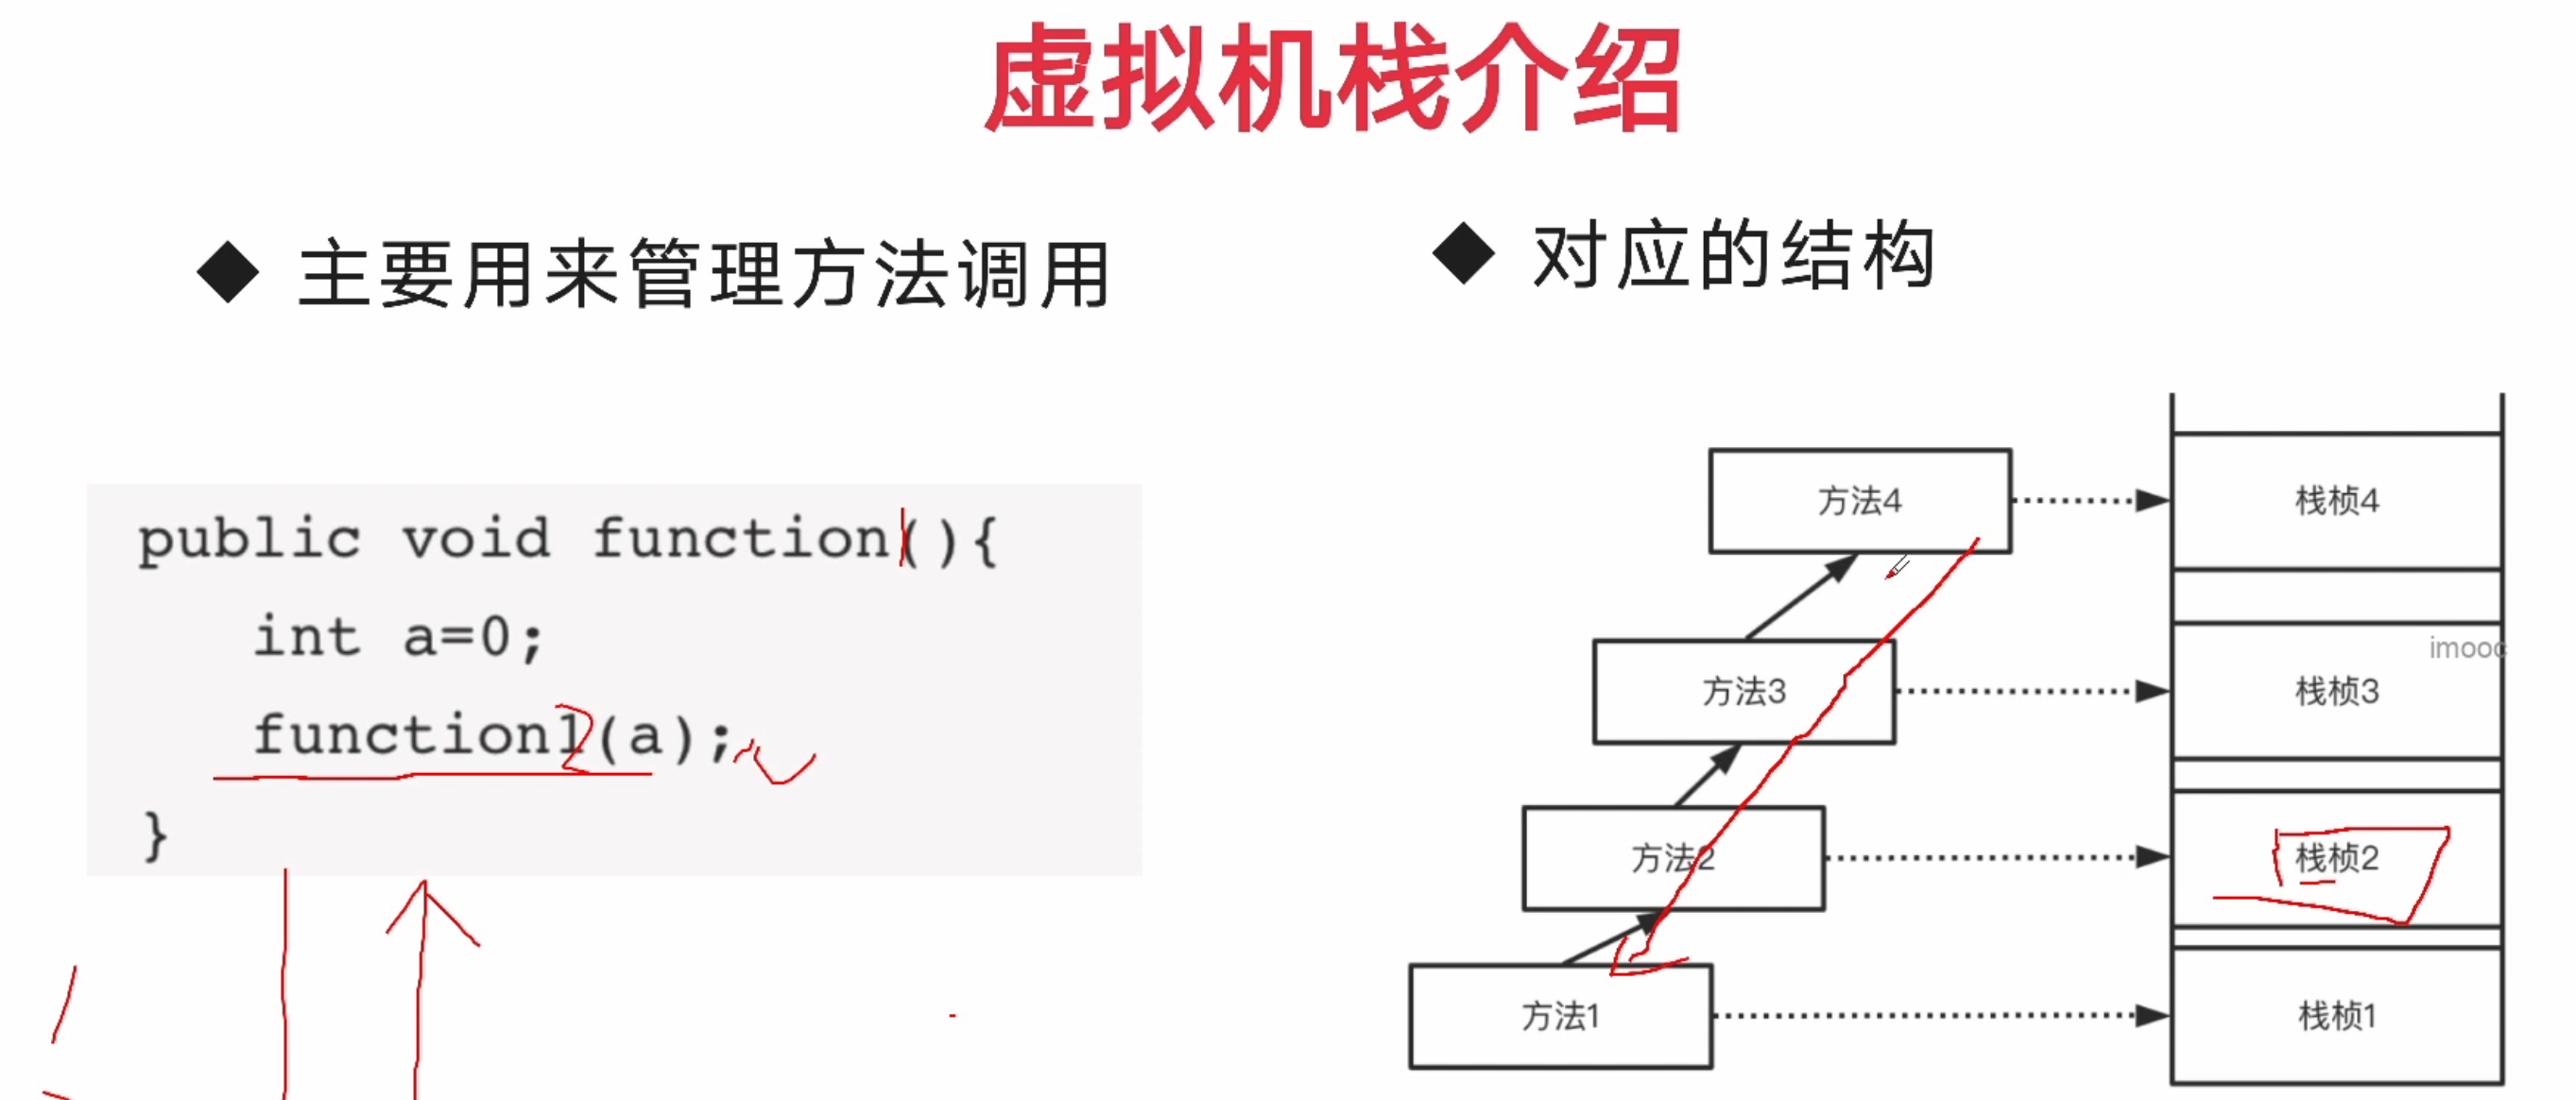 虚拟机栈介绍
◆ 主要用来管理方法调用
public void function(){
int a=0;
function1(a);
}
◆ 对应的结构
方法4
栈桢4
imooc
方法3
栈桢3
方法2
栈桢2
方法1
栈桢1
2